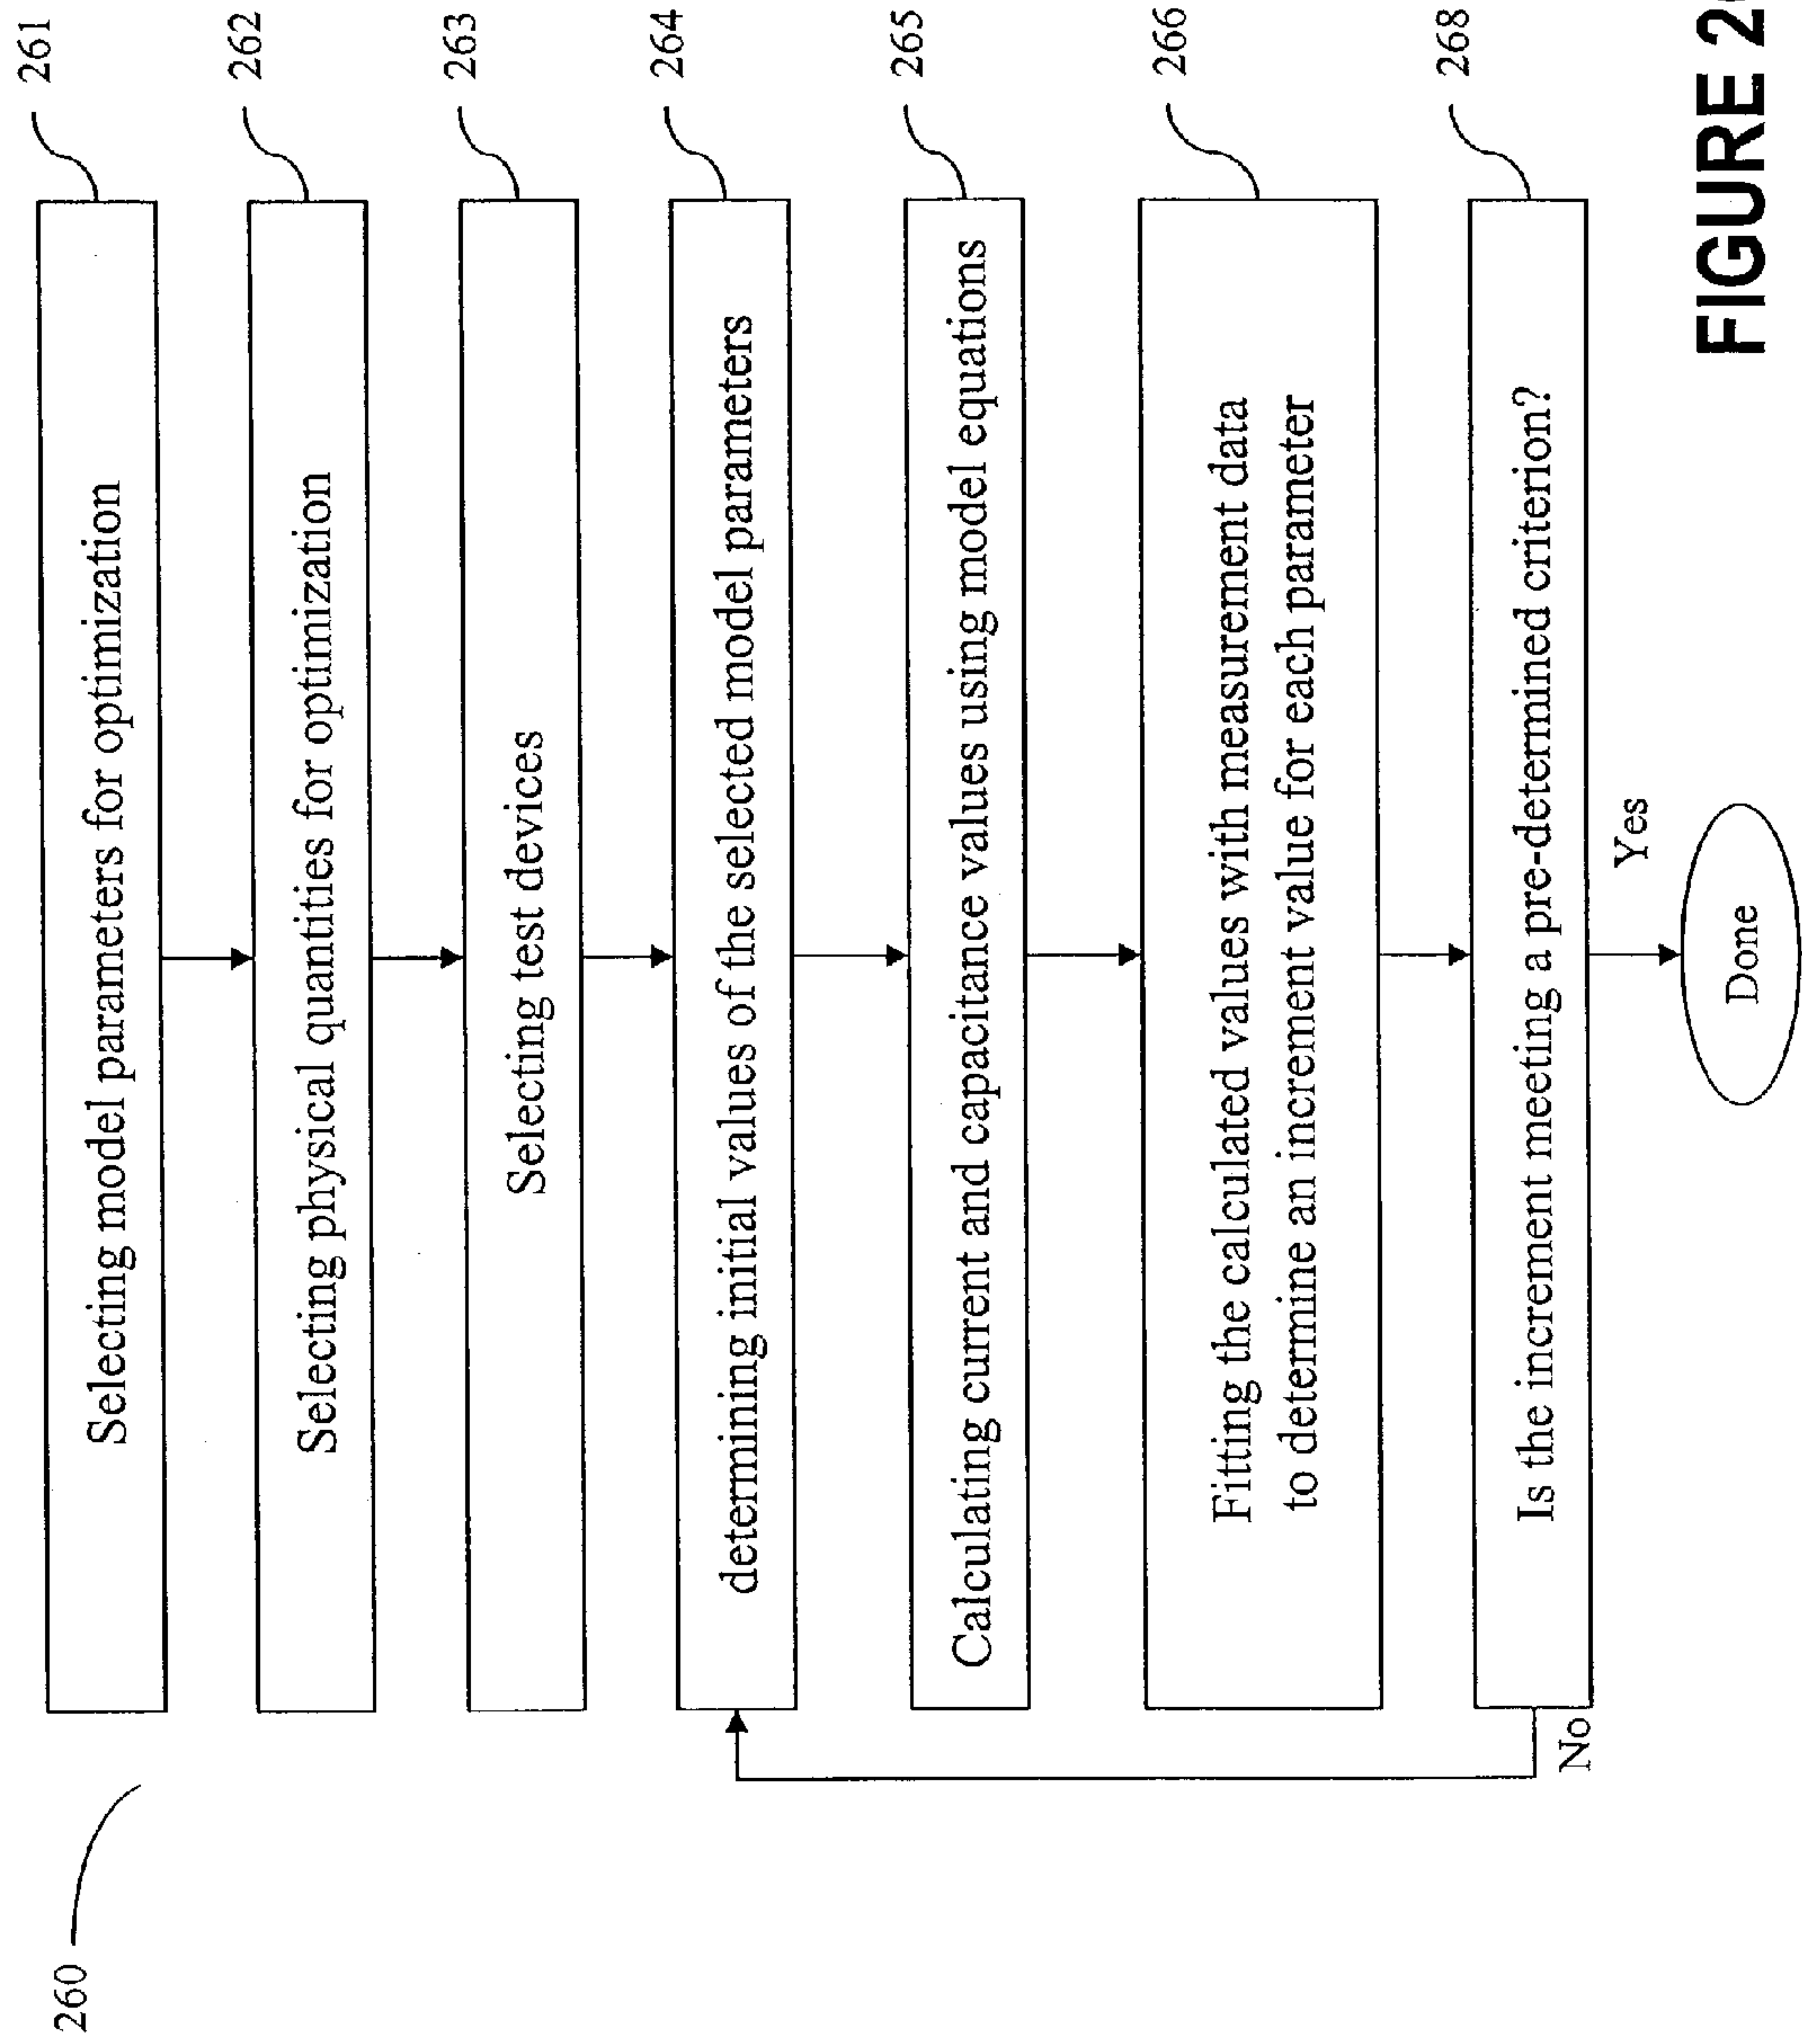 260
Selecting model parameters for optimization
261
Selecting physical quantities for optimization
262
Selecting test devices
263
determining initial values of the selected model parameters
264
Calculating current and capacitance values using model equations
265
Fitting the calculated values with measurement data
to determine an increment value for each parameter
266
Is the increment meeting a pre-determined criterion?
268
No
Yes
Done
FIGURE